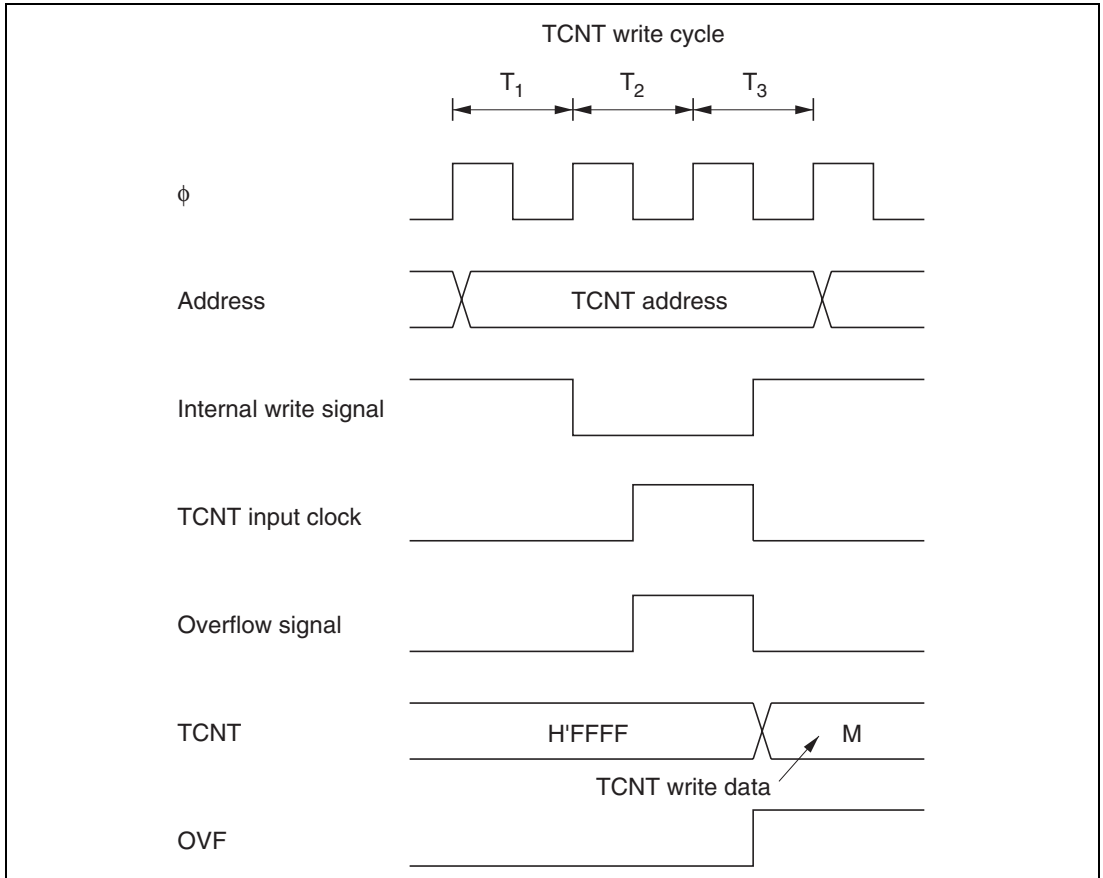 TCNT write cycle
T1 T2 T3
φ
Address
TCNT address
Internal write signal
TCNT input clock
Overflow signal
TCNT
H'FFFF
M
TCNT write data
OVF